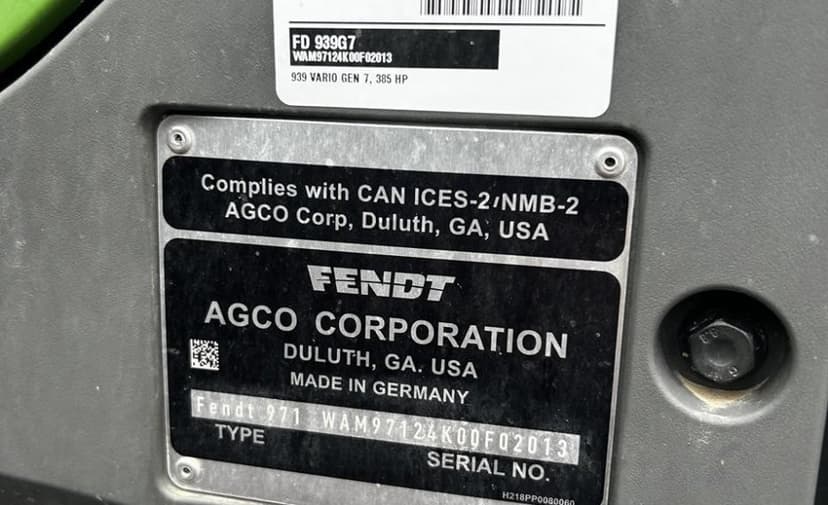 FD 939G7
WAM97124K00F02013
939 VARIO GEN 7, 385 HP
Complies with CAN ICES-2/NMB-2
AGCO Corp, Duluth, GA, USA
FENDT
AGCO CORPORATION
DULUTH, GA. USA
MADE IN GERMANY
Fendt 971 WAM97124K00F02013
TYPE
SERIAL NO.
H218PP0080060